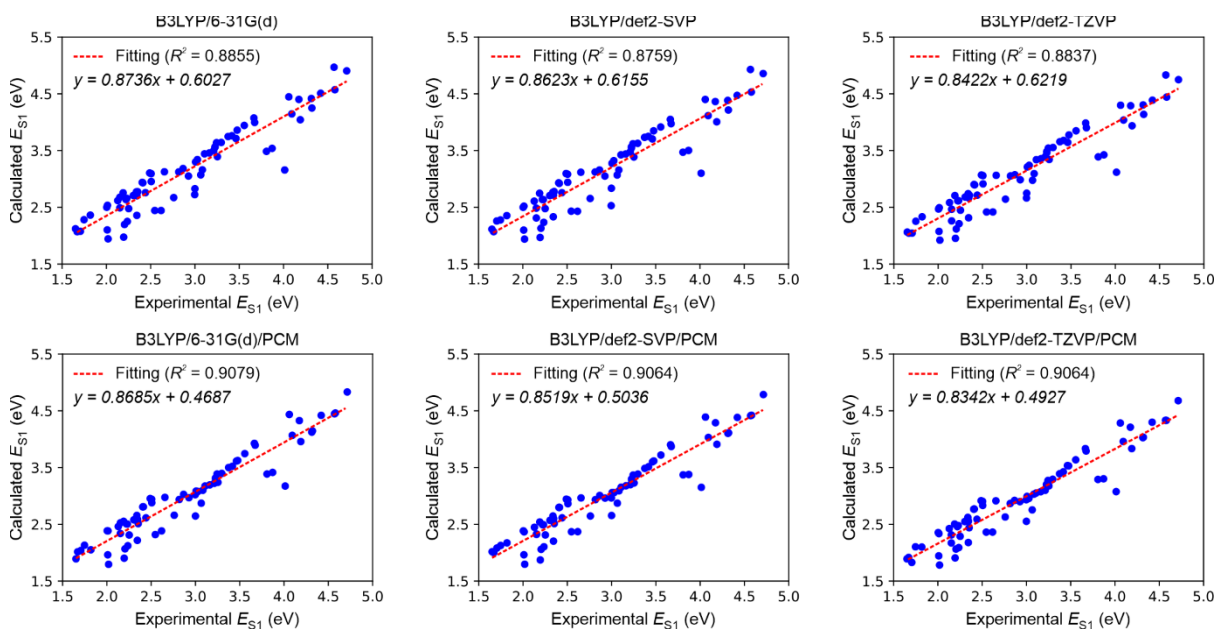 B3LYP/6-31G(d)
Fitting (R² = 0.8855)
y = 0.8736x + 0.6027
Calculated E_S1 (eV)
5.5
4.5
3.5
2.5
1.5
1.5 2.0 2.5 3.0 3.5 4.0 4.5 5.0
Experimental E_S1 (eV)
B3LYP/def2-SVP
Fitting (R² = 0.8759)
y = 0.8623x + 0.6155
Calculated E_S1 (eV)
5.5
4.5
3.5
2.5
1.5
1.5 2.0 2.5 3.0 3.5 4.0 4.5 5.0
Experimental E_S1 (eV)
B3LYP/def2-TZVP
Fitting (R² = 0.8837)
y = 0.8422x + 0.6219
Calculated E_S1 (eV)
5.5
4.5
3.5
2.5
1.5
1.5 2.0 2.5 3.0 3.5 4.0 4.5 5.0
Experimental E_S1 (eV)
B3LYP/6-31G(d)/PCM
Fitting (R² = 0.9079)
y = 0.8685x + 0.4687
Calculated E_S1 (eV)
5.5
4.5
3.5
2.5
1.5
1.5 2.0 2.5 3.0 3.5 4.0 4.5 5.0
Experimental E_S1 (eV)
B3LYP/def2-SVP/PCM
Fitting (R² = 0.9064)
y = 0.8519x + 0.5036
Calculated E_S1 (eV)
5.5
4.5
3.5
2.5
1.5
1.5 2.0 2.5 3.0 3.5 4.0 4.5 5.0
Experimental E_S1 (eV)
B3LYP/def2-TZVP/PCM
Fitting (R² = 0.9064)
y = 0.8342x + 0.4927
Calculated E_S1 (eV)
5.5
4.5
3.5
2.5
1.5
1.5 2.0 2.5 3.0 3.5 4.0 4.5 5.0
Experimental E_S1 (eV)